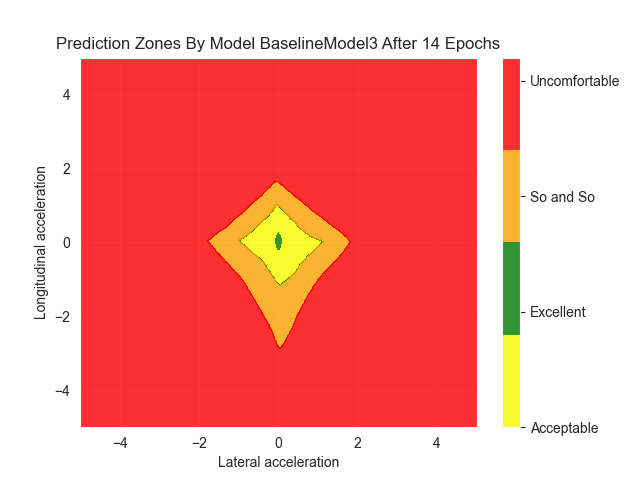 Prediction Zones By Model BaselineModel3 After 14 Epochs
4
2
0
−2
−4
Longitudinal acceleration
−4 −2 0 2 4
Lateral acceleration
Uncomfortable
So and So
Excellent
Acceptable